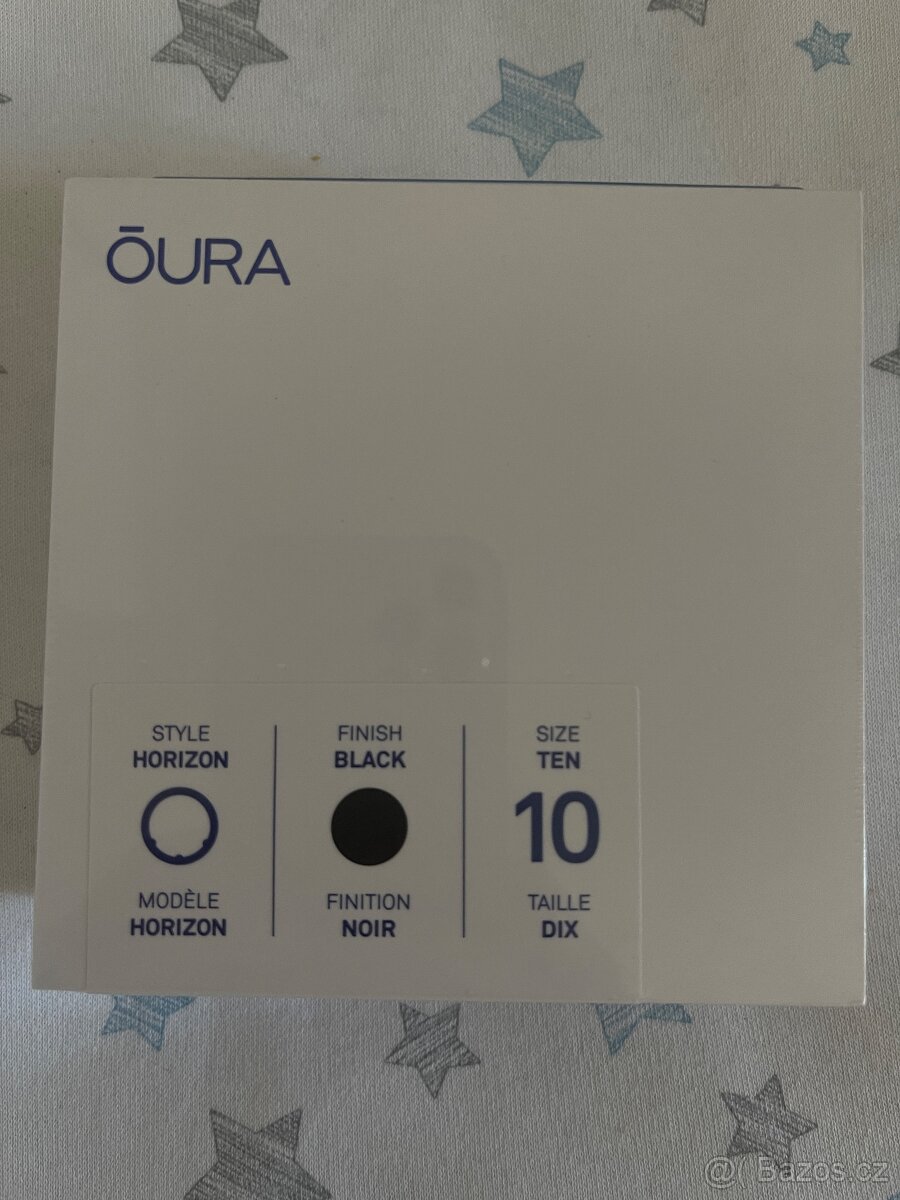 ŌURA
STYLE
HORIZON
MODÈLE
HORIZON
FINISH
BLACK
FINITION
NOIR
SIZE
TEN
10
TAILLE
DIX
@ Bazos.cz